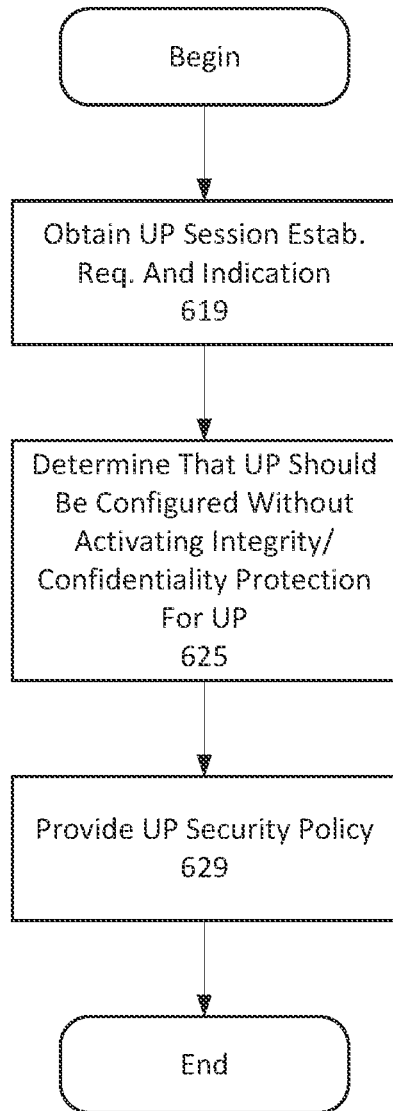 Begin
Obtain UP Session Estab.
Req. And Indication
619
Determine That UP Should
Be Configured Without
Activating Integrity/
Confidentiality Protection
For UP
625
Provide UP Security Policy
629
End